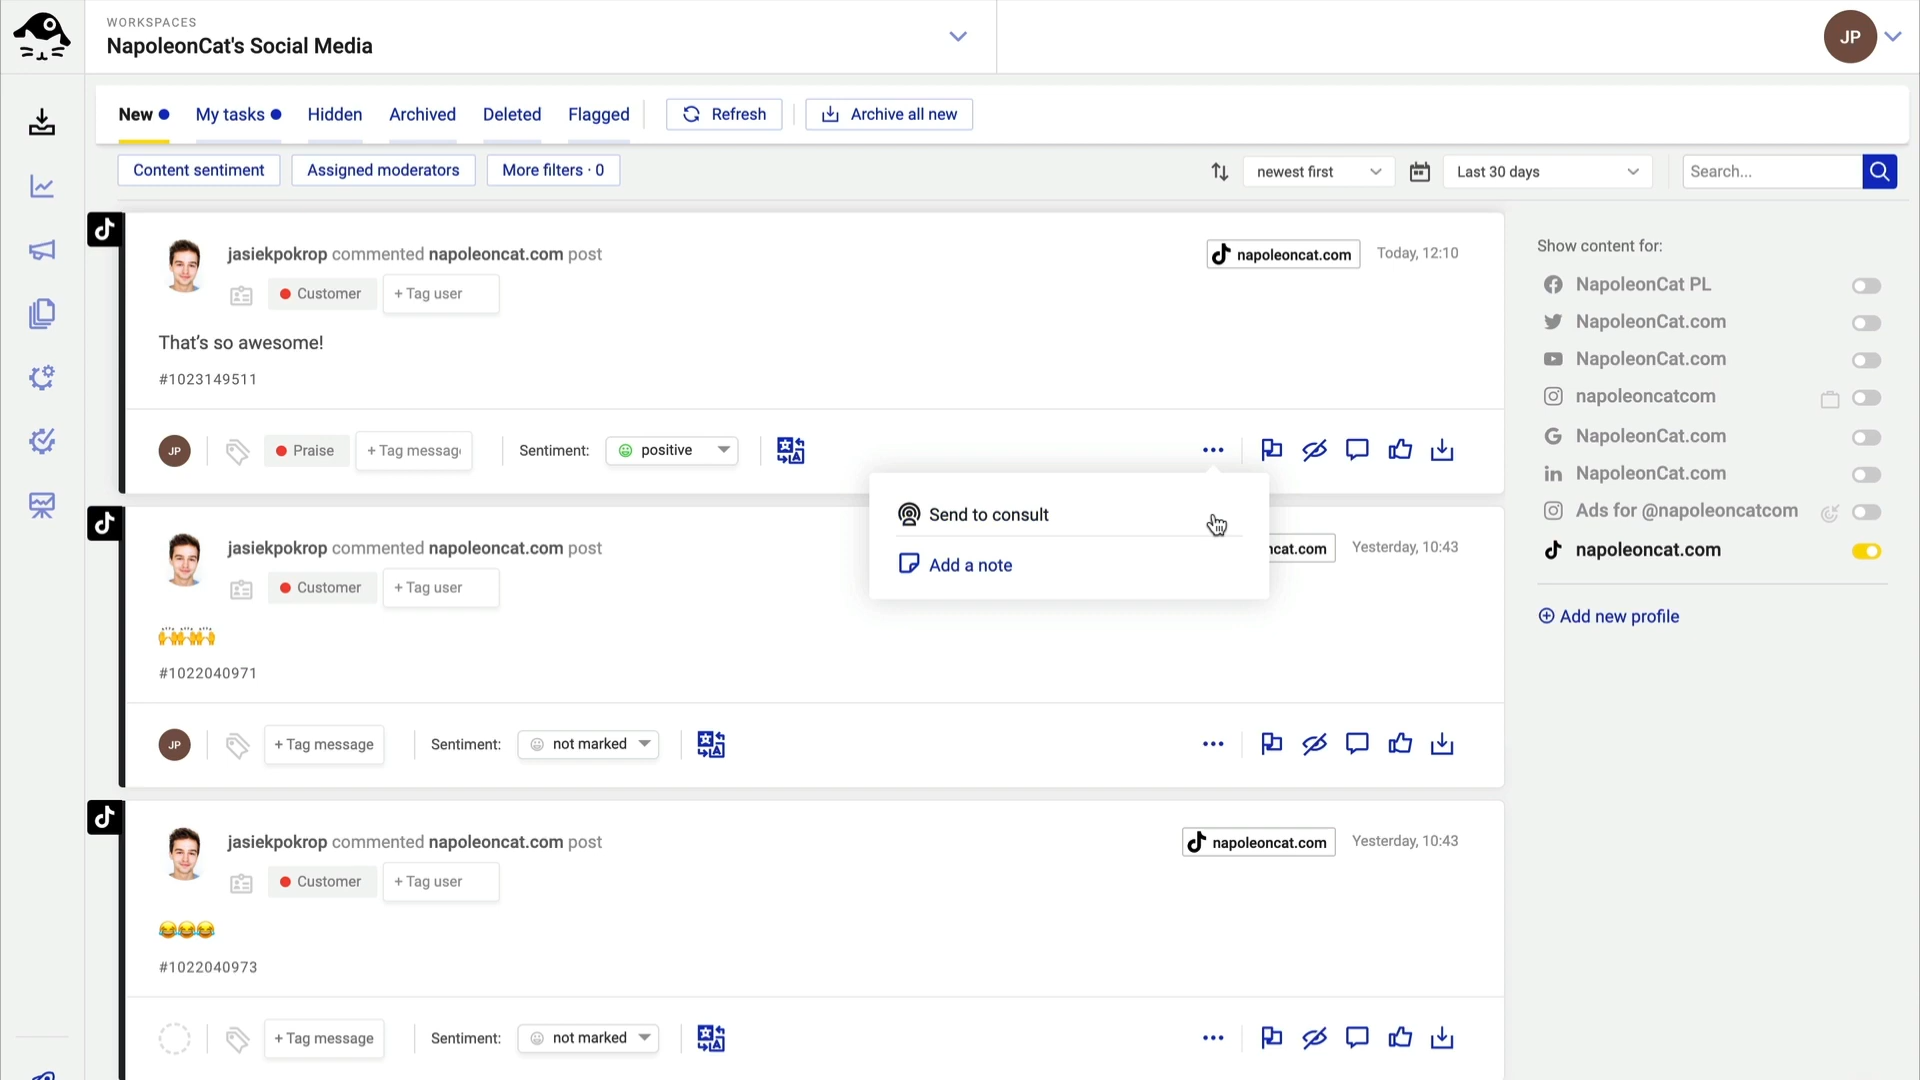 WORKSPACES
NapoleonCat's Social Media
JP
New
My tasks
Hidden
Archived
Deleted
Flagged
Refresh
Archive all new
Content sentiment
Assigned moderators
More filters · 0
newest first
Last 30 days
Search...
jasiekpokrop commented napoleoncat.com post
napoleoncat.com
Today, 12:10
Customer
+ Tag user
That's so awesome!
#1023149511
JP
Praise
+ Tag messag
Sentiment:
positive
Send to consult
Add a note
jasiekpokrop commented napoleoncat.com post
ncat.com
Yesterday, 10:43
Customer
+ Tag user
🙌🙌🙌
#1022040971
JP
+ Tag message
Sentiment:
not marked
jasiekpokrop commented napoleoncat.com post
napoleoncat.com
Yesterday, 10:43
Customer
+ Tag user
😂😂😂
#1022040973
+ Tag message
Sentiment:
not marked
Show content for:
NapoleonCat PL
NapoleonCat.com
NapoleonCat.com
napoleoncatcom
NapoleonCat.com
NapoleonCat.com
Ads for @napoleoncatcom
napoleoncat.com
Add new profile